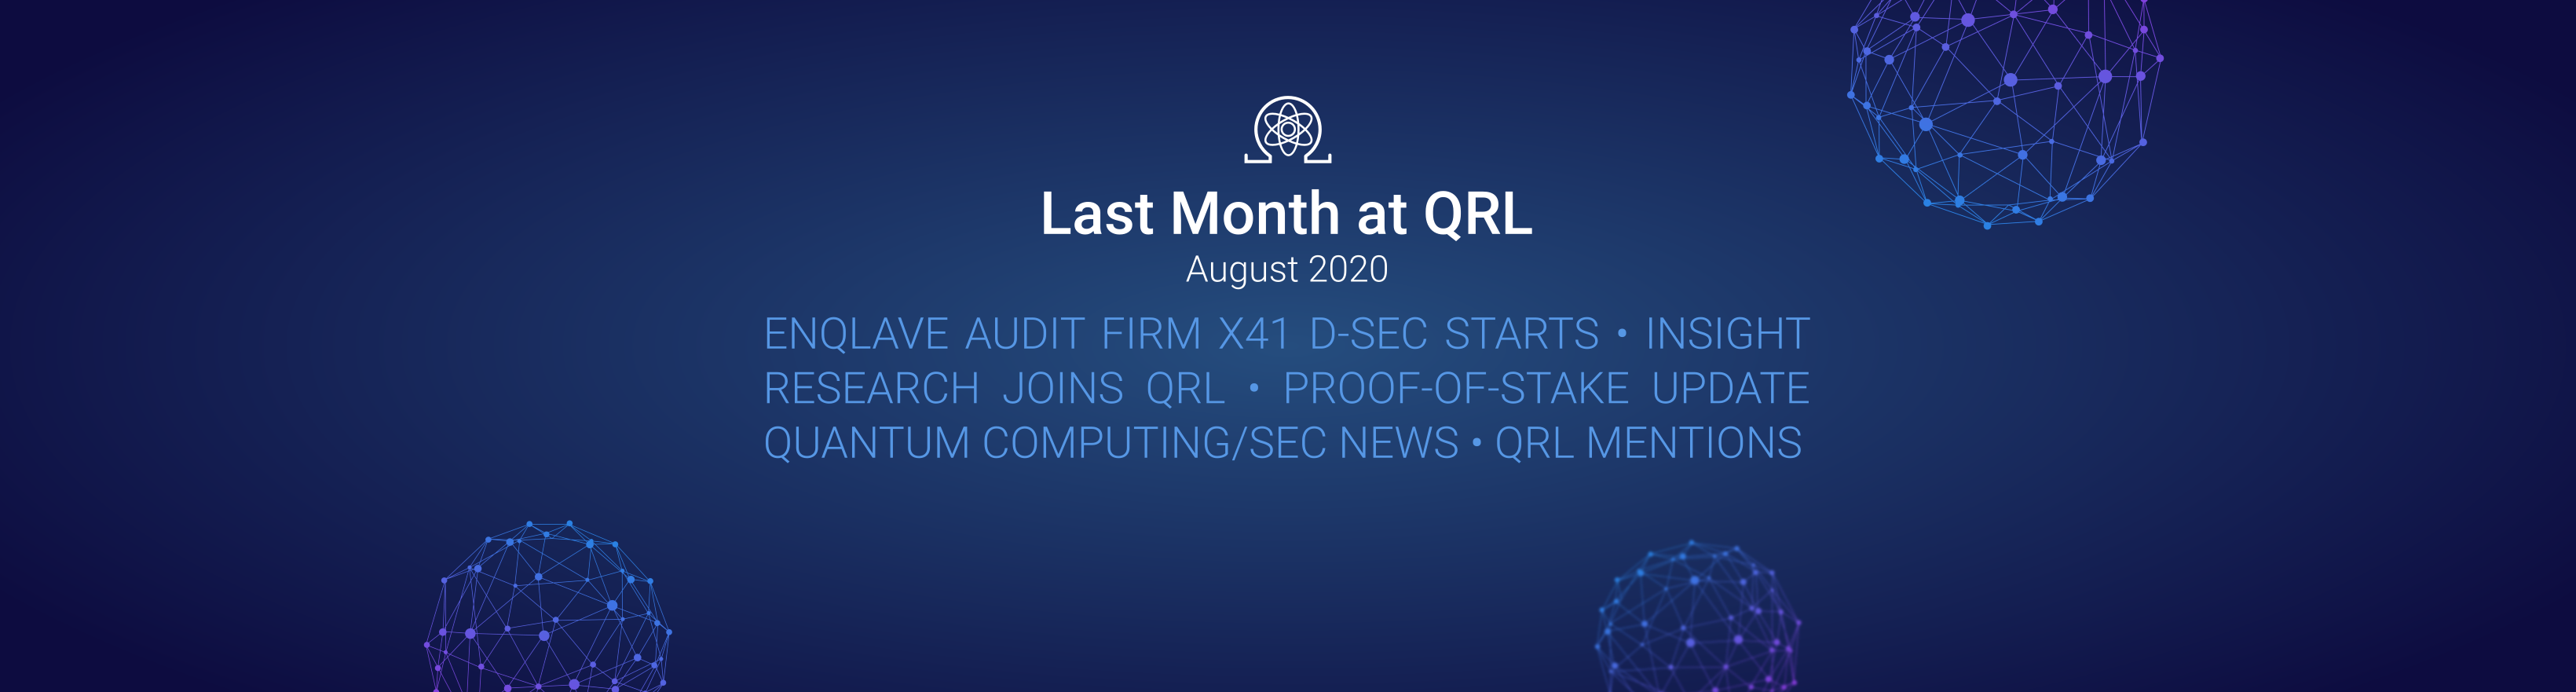 Last Month at QRL
August 2020
ENQLAVE AUDIT FIRM X41 D-SEC STARTS • INSIGHT
RESEARCH JOINS QRL • PROOF-OF-STAKE UPDATE
QUANTUM COMPUTING/SEC NEWS • QRL MENTIONS